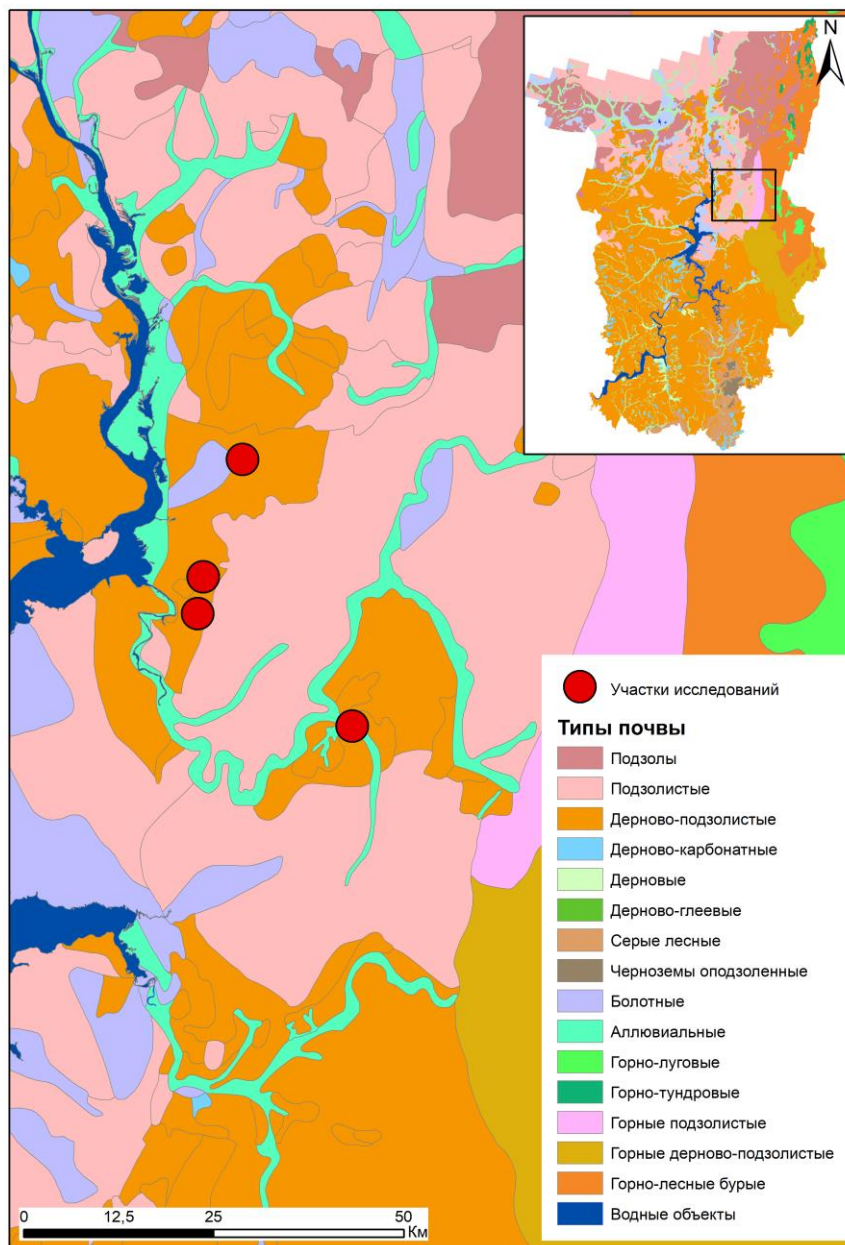 N
Участки исследований
Типы почвы
Подзолы
Подзолистые
Дерново-подзолистые
Дерново-карбонатные
Дерновые
Дерново-глеевые
Серые лесные
Черноземы оподзоленные
Болотные
Аллювиальные
Горно-луговые
Горно-тундровые
Горные подзолистые
Горные дерново-подзолистые
Горно-лесные бурые
Водные объекты
0 12,5 25 50
Км